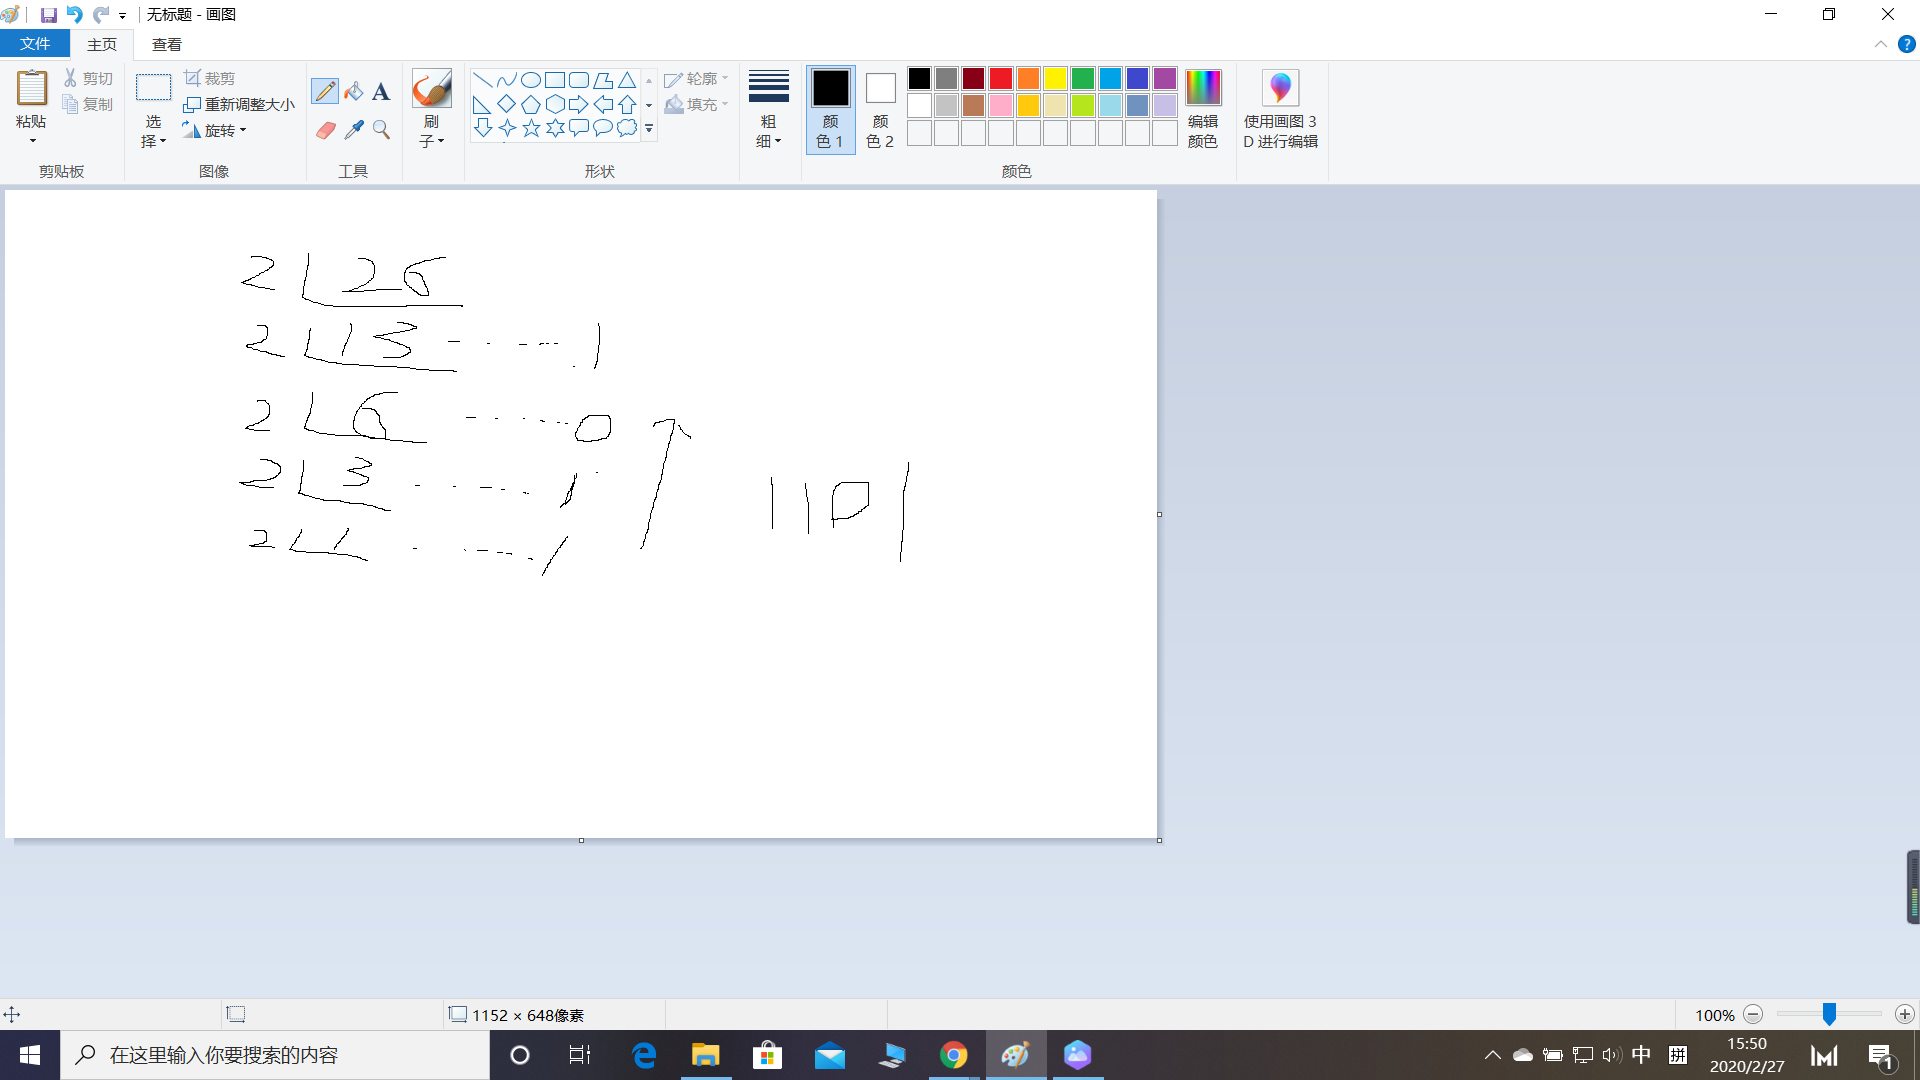 无标题 - 画图
文件 主页 查看
粘贴
剪切
复制
剪贴板
选
择
裁剪
重新调整大小
旋转
图像
A
工具
刷
子
轮廓
填充
形状
粗
细
颜
色 1
颜
色 2
编辑
颜色
颜色
使用画图 3
D 进行编辑
?
2 26
2 13 ...... 1
2 6 ...... 0
2 3 ...... 1
2 1 ...... 1
1101
1152 × 648像素
100%
在这里输入你要搜索的内容
中
拼
15:50
2020/2/27
1